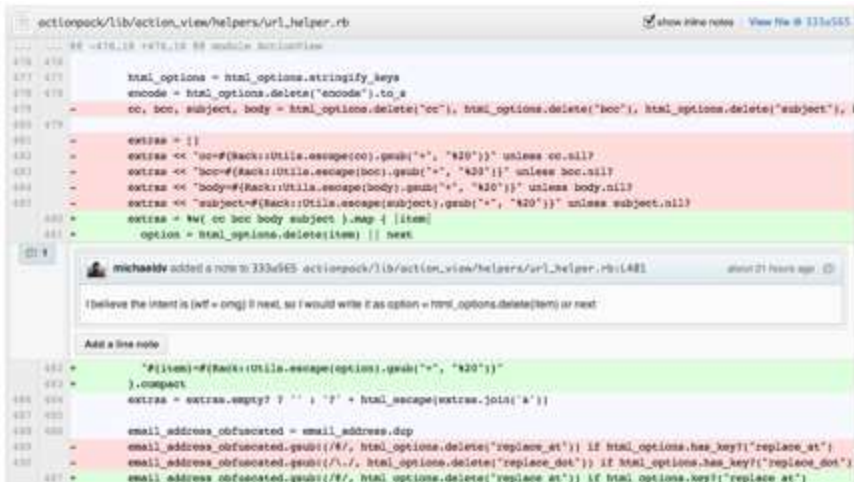 actionpack/lib/action_view/helpers/url_helper.rb show inline notes View file @ 333a565
@@ -476,18 +476,16 @@ module ActionView
html_options = html_options.stringify_keys
encode = html_options.delete("encode").to_s
- cc, bcc, subject, body = html_options.delete("cc"), html_options.delete("bcc"), html_options.delete("subject"),
- extras = []
- extras << "cc=#{Rack::Utils.escape(cc).gsub("+", "%20")}" unless cc.nil?
- extras << "bcc=#{Rack::Utils.escape(bcc).gsub("+", "%20")}" unless bcc.nil?
- extras << "body=#{Rack::Utils.escape(body).gsub("+", "%20")}" unless body.nil?
- extras << "subject=#{Rack::Utils.escape(subject).gsub("+", "%20")}" unless subject.nil?
+ extras = %w{ cc bcc body subject }.map { |item|
+ option = html_options.delete(item) || next
1
michaeldv added a note to 333a565 actionpack/lib/action_view/helpers/url_helper.rb:L481 about 21 hours ago
I believe the intent is (wtf = omg) || next, so I would write it as option = html_options.delete(item) or next
Add a line note
+ "#{item}=#{Rack::Utils.escape(option).gsub("+", "%20")}"
+ }.compact
extras = extras.empty? ? '' : '?' + html_escape(extras.join('&'))
email_address_obfuscated = email_address.dup
- email_address_obfuscated.gsub!(/@/, html_options.delete("replace_at")) if html_options.has_key?("replace_at")
- email_address_obfuscated.gsub!(/\./, html_options.delete("replace_dot")) if html_options.has_key?("replace_dot")
+ email_address_obfuscated.gsub!(/@/, html_options.delete("replace_at")) if html_options.key?("replace_at")